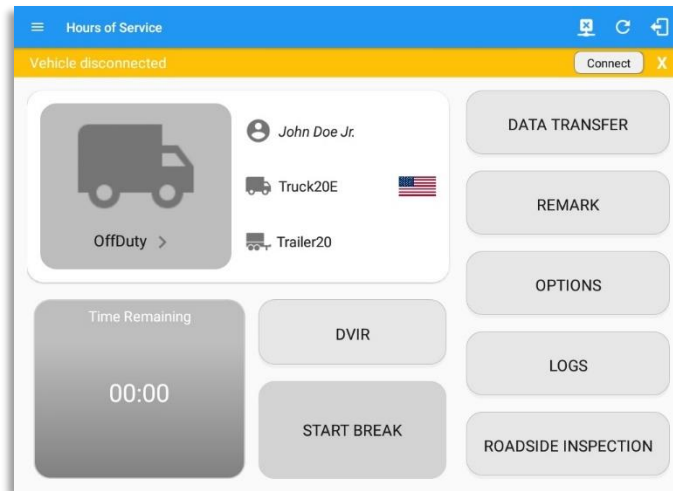 Hours of Service
Vehicle disconnected
Connect
X
John Doe Jr.
Truck20E
Trailer20
OffDuty >
DATA TRANSFER
REMARK
OPTIONS
LOGS
ROADSIDE INSPECTION
Time Remaining
00:00
DVIR
START BREAK